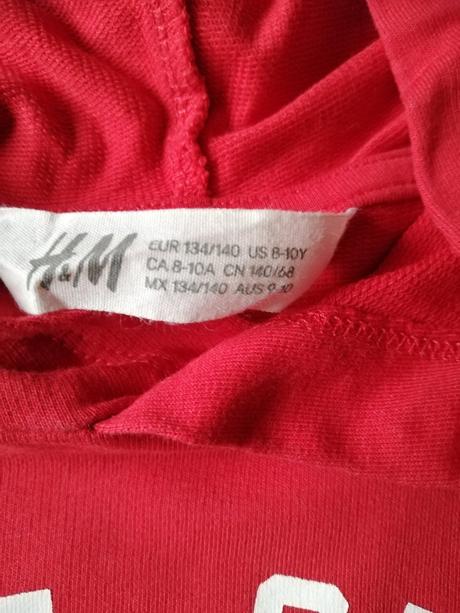 H&M
EUR 134/140 US 8-10Y
CA 8-10A CN 140/68
MX 134/140 AUS 9-10